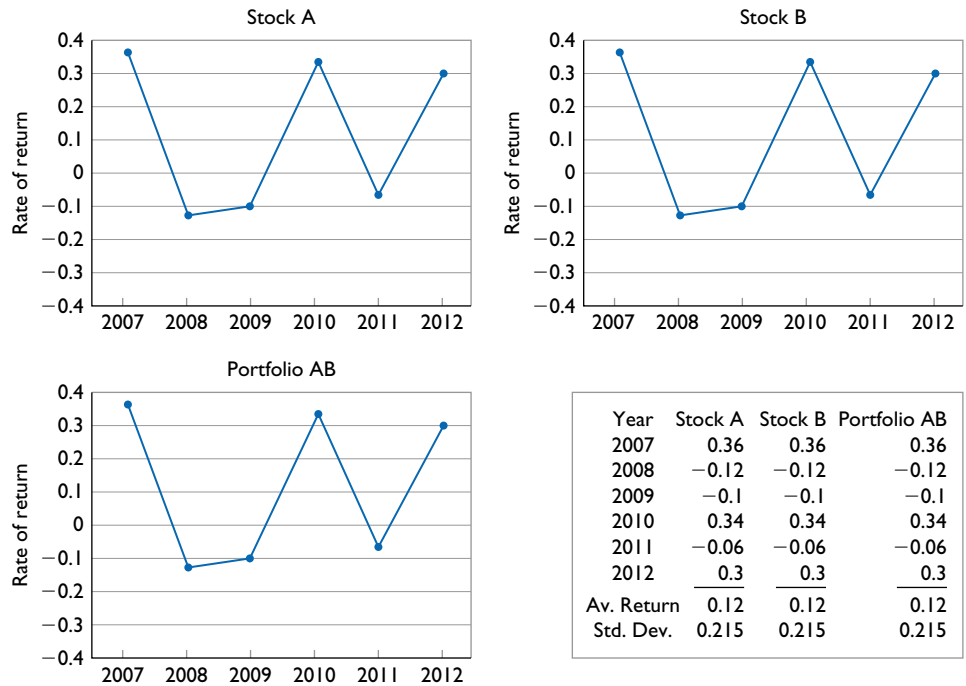 Stock A
0.4
0.3
0.2
0.1
0
−0.1
−0.2
−0.3
−0.4
Rate of return
2007 2008 2009 2010 2011 2012
Stock B
0.4
0.3
0.2
0.1
0
−0.1
−0.2
−0.3
−0.4
Rate of return
2007 2008 2009 2010 2011 2012
Portfolio AB
0.4
0.3
0.2
0.1
0
−0.1
−0.2
−0.3
−0.4
Rate of return
2007 2008 2009 2010 2011 2012
Year Stock A Stock B Portfolio AB
2007 0.36 0.36 0.36
2008 −0.12 −0.12 −0.12
2009 −0.1 −0.1 −0.1
2010 0.34 0.34 0.34
2011 −0.06 −0.06 −0.06
2012 0.3 0.3 0.3
Av. Return 0.12 0.12 0.12
Std. Dev. 0.215 0.215 0.215